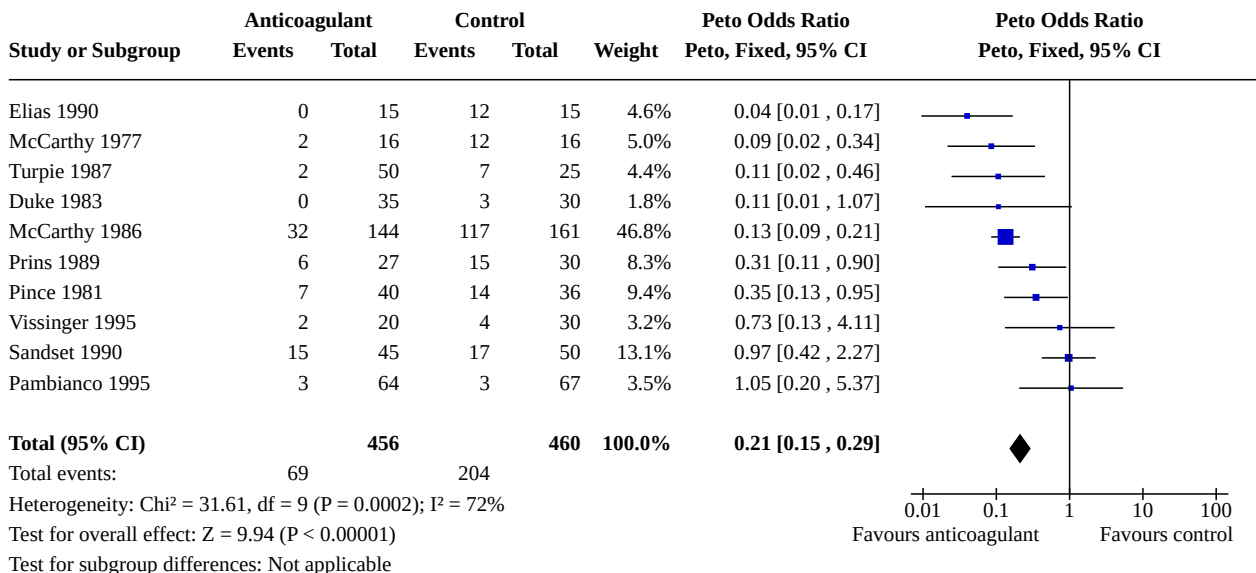 Anticoagulant Control Peto Odds Ratio Peto Odds Ratio
Study or Subgroup Events Total Events Total Weight Peto, Fixed, 95% CI Peto, Fixed, 95% CI
Elias 1990 0 15 12 15 4.6% 0.04 [0.01 , 0.17]
McCarthy 1977 2 16 12 16 5.0% 0.09 [0.02 , 0.34]
Turpie 1987 2 50 7 25 4.4% 0.11 [0.02 , 0.46]
Duke 1983 0 35 3 30 1.8% 0.11 [0.01 , 1.07]
McCarthy 1986 32 144 117 161 46.8% 0.13 [0.09 , 0.21]
Prins 1989 6 27 15 30 8.3% 0.31 [0.11 , 0.90]
Pince 1981 7 40 14 36 9.4% 0.35 [0.13 , 0.95]
Vissinger 1995 2 20 4 30 3.2% 0.73 [0.13 , 4.11]
Sandset 1990 15 45 17 50 13.1% 0.97 [0.42 , 2.27]
Pambianco 1995 3 64 3 67 3.5% 1.05 [0.20 , 5.37]
Total (95% CI) 456 460 100.0% 0.21 [0.15 , 0.29]
Total events: 69 204
Heterogeneity: Chi² = 31.61, df = 9 (P = 0.0002); I² = 72%
0.01 0.1 1 10 100
Test for overall effect: Z = 9.94 (P < 0.00001) Favours anticoagulant Favours control
Test for subgroup differences: Not applicable